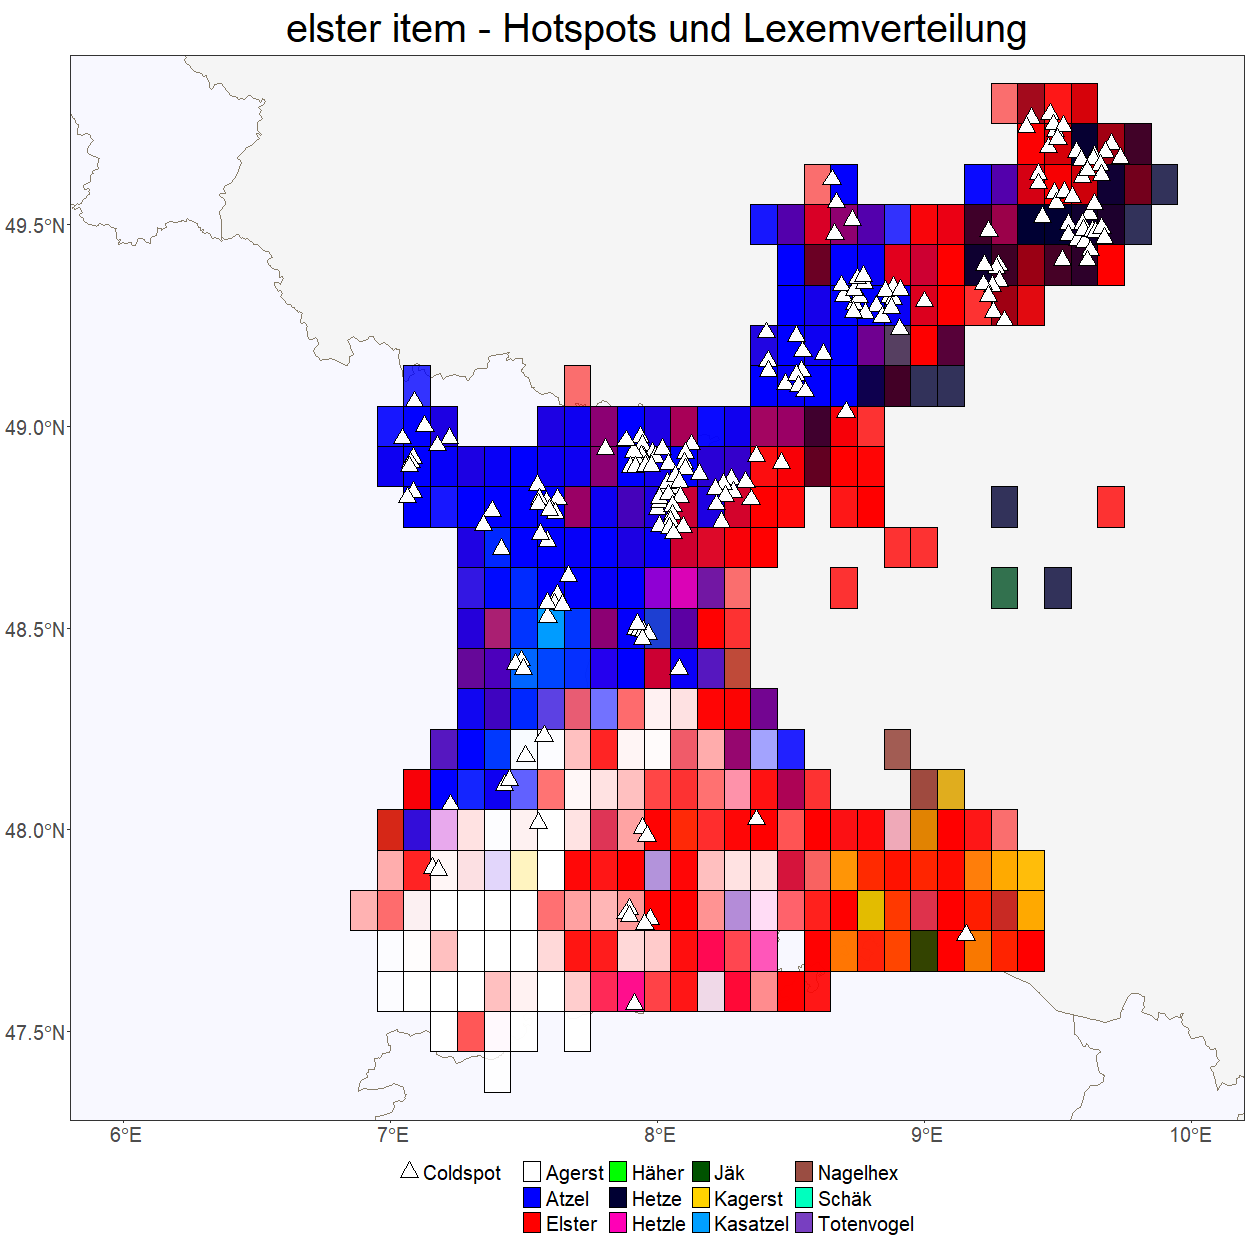 elster item - Hotspots und Lexemverteilung
49.5°N
49.0°N
48.5°N
48.0°N
47.5°N
6°E 7°E 8°E 9°E 10°E
Coldspot Agerst Häher Jäk Nagelhex
Atzel Hetze Kagerst Schäk
Elster Hetzle Kasatzel Totenvogel